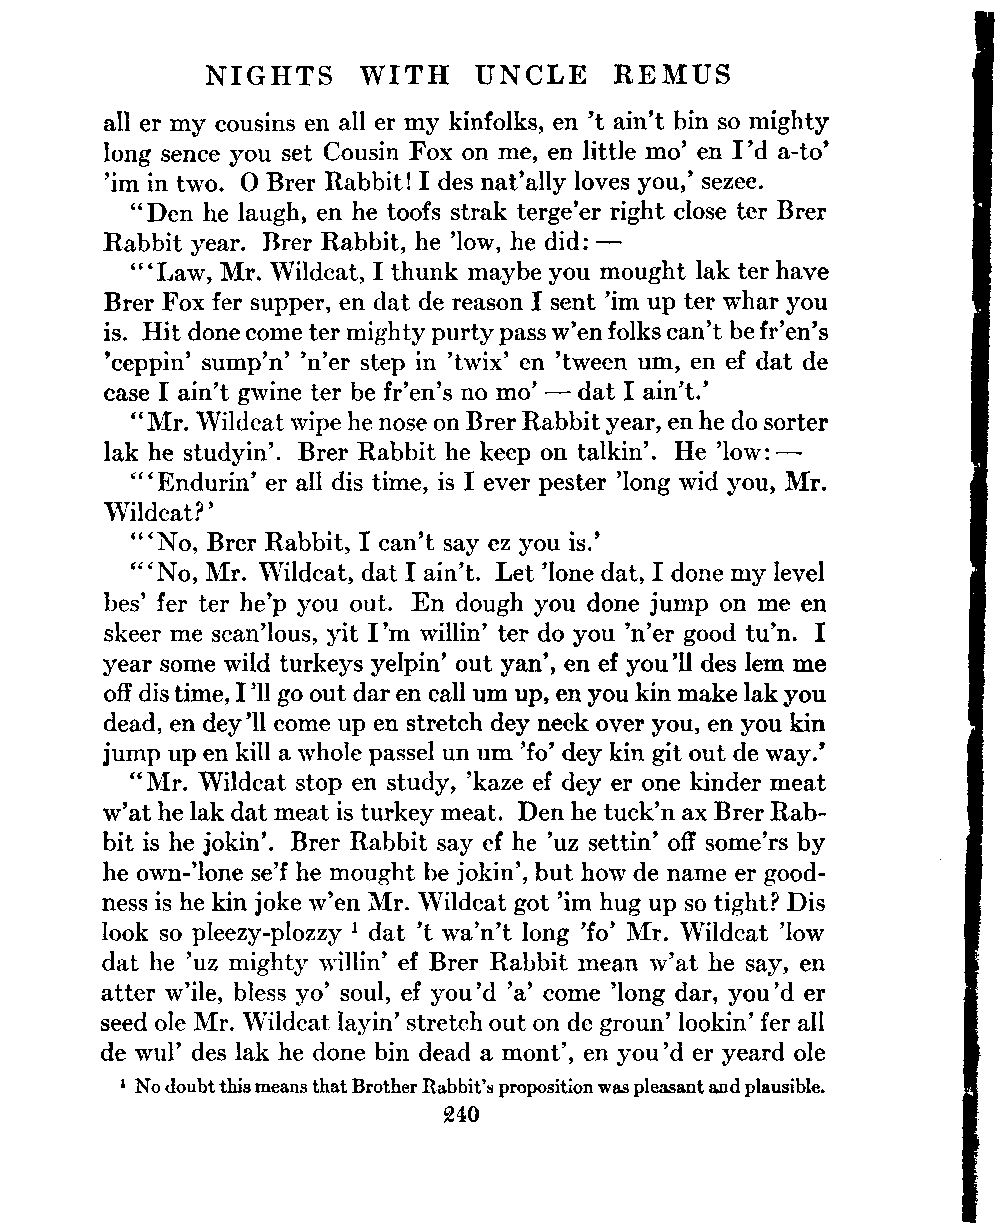 NIGHTS WITH UNCLE REMUS
all er my cousins en all er my kinfolks, en 't ain't bin so mighty
long sence you set Cousin Fox on me, en little mo' en I'd a-to'
'im in two. O Brer Rabbit! I des nat'ally loves you,' sezee.
"Den he laugh, en he toofs strak terge'er right close ter Brer
Rabbit year. Brer Rabbit, he 'low, he did: —
"'Law, Mr. Wildcat, I thunk maybe you mought lak ter have
Brer Fox fer supper, en dat de reason I sent 'im up ter whar you
is. Hit done come ter mighty purty pass w'en folks can't be fr'en's
'ceppin' sump'n' 'n'er step in 'twix' en 'tween um, en ef dat de
case I ain't gwine ter be fr'en's no mo' — dat I ain't.'
"Mr. Wildcat wipe he nose on Brer Rabbit year, en he do sorter
lak he studyin'. Brer Rabbit he keep on talkin'. He 'low: —
"'Endurin' er all dis time, is I ever pester 'long wid you, Mr.
Wildcat?'
"'No, Brer Rabbit, I can't say ez you is.'
"'No, Mr. Wildcat, dat I ain't. Let 'lone dat, I done my level
bes' fer ter he'p you out. En dough you done jump on me en
skeer me scan'lous, yit I'm willin' ter do you 'n'er good tu'n. I
year some wild turkeys yelpin' out yan', en ef you'll des lem me
off dis time, I'll go out dar en call um up, en you kin make lak you
dead, en dey'll come up en stretch dey neck over you, en you kin
jump up en kill a whole passel un um 'fo' dey kin git out de way.'
"Mr. Wildcat stop en study, 'kaze ef dey er one kinder meat
w'at he lak dat meat is turkey meat. Den he tuck'n ax Brer Rab-
bit is he jokin'. Brer Rabbit say ef he 'uz settin' off some'rs by
he own-'lone se'f he mought be jokin', but how de name er good-
ness is he kin joke w'en Mr. Wildcat got 'im hug up so tight? Dis
look so pleezy-plozzy ¹ dat 't wa'n't long 'fo' Mr. Wildcat 'low
dat he 'uz mighty willin' ef Brer Rabbit mean w'at he say, en
atter w'ile, bless yo' soul, ef you'd 'a' come 'long dar, you'd er
seed ole Mr. Wildcat layin' stretch out on de groun' lookin' fer all
de wul' des lak he done bin dead a mont', en you'd er yeard ole
¹ No doubt this means that Brother Rabbit's proposition was pleasant and plausible.
240